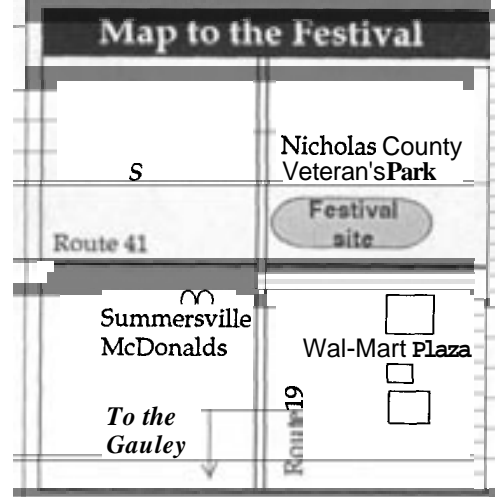 Map to the Festival
Nicholas County
Veteran's Park
S
Festival
site
Route 41
Summersville
McDonalds
Wal-Mart Plaza
Route 19
To the
Gauley